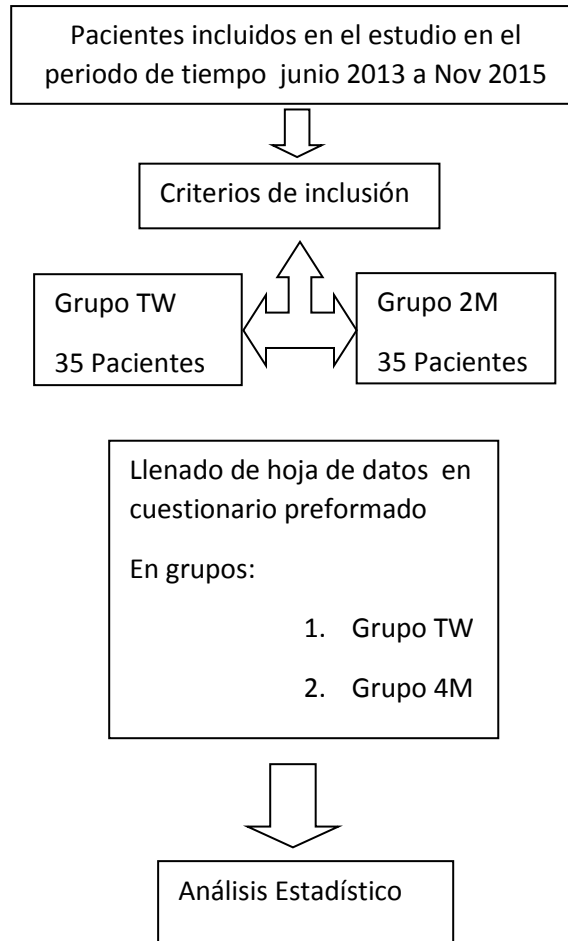 Pacientes incluidos en el estudio en el
periodo de tiempo junio 2013 a Nov 2015
Criterios de inclusión
Grupo TW
35 Pacientes
Grupo 2M
35 Pacientes
Llenado de hoja de datos en
cuestionario preformado
En grupos:
1. Grupo TW
2. Grupo 4M
Análisis Estadístico